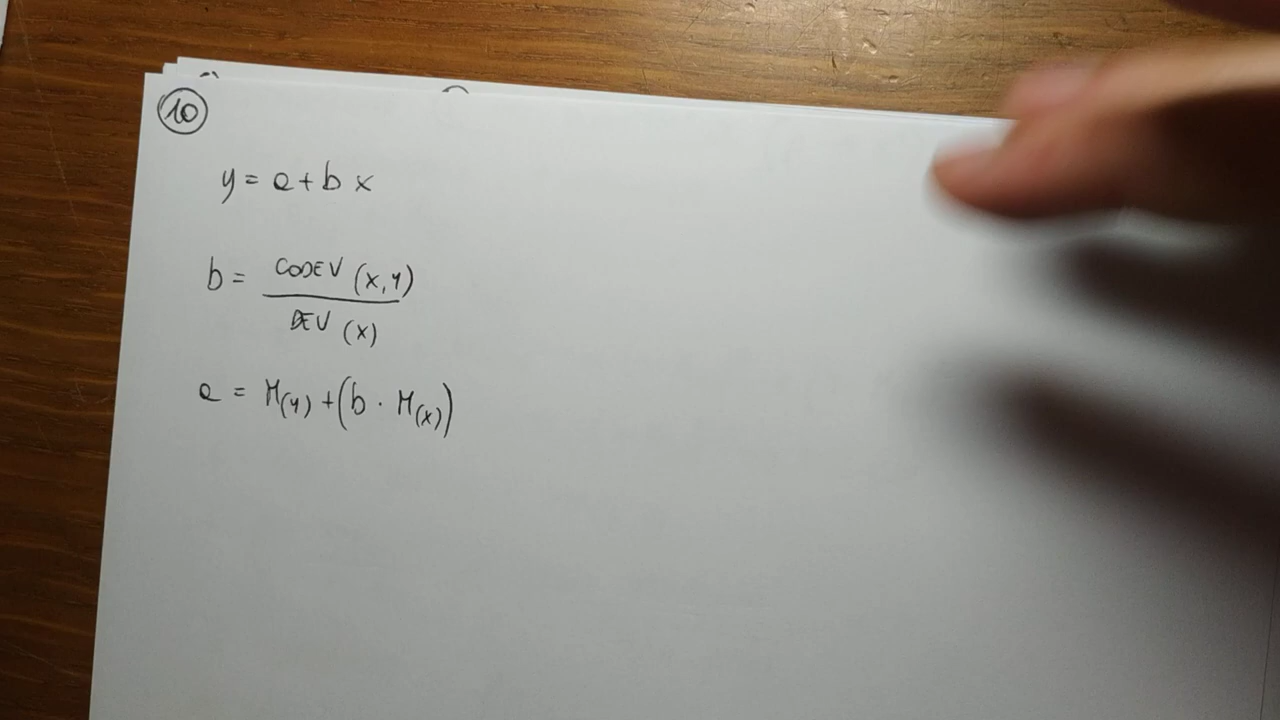 10
y = a + b x
b = CODEV (x,y) / DEV (x)
a = M(y) + (b · M(x))